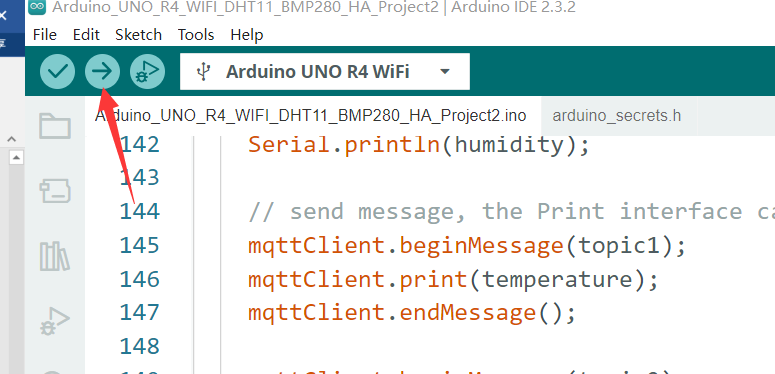 Arduino_UNO_R4_WIFI_DHT11_BMP280_HA_Project2 | Arduino IDE 2.3.2
File Edit Sketch Tools Help
Arduino UNO R4 WiFi
Arduino_UNO_R4_WIFI_DHT11_BMP280_HA_Project2.ino arduino_secrets.h
142 Serial.println(humidity);
143
144 // send message, the Print interface ca
145 mqttClient.beginMessage(topic1);
146 mqttClient.print(temperature);
147 mqttClient.endMessage();
148